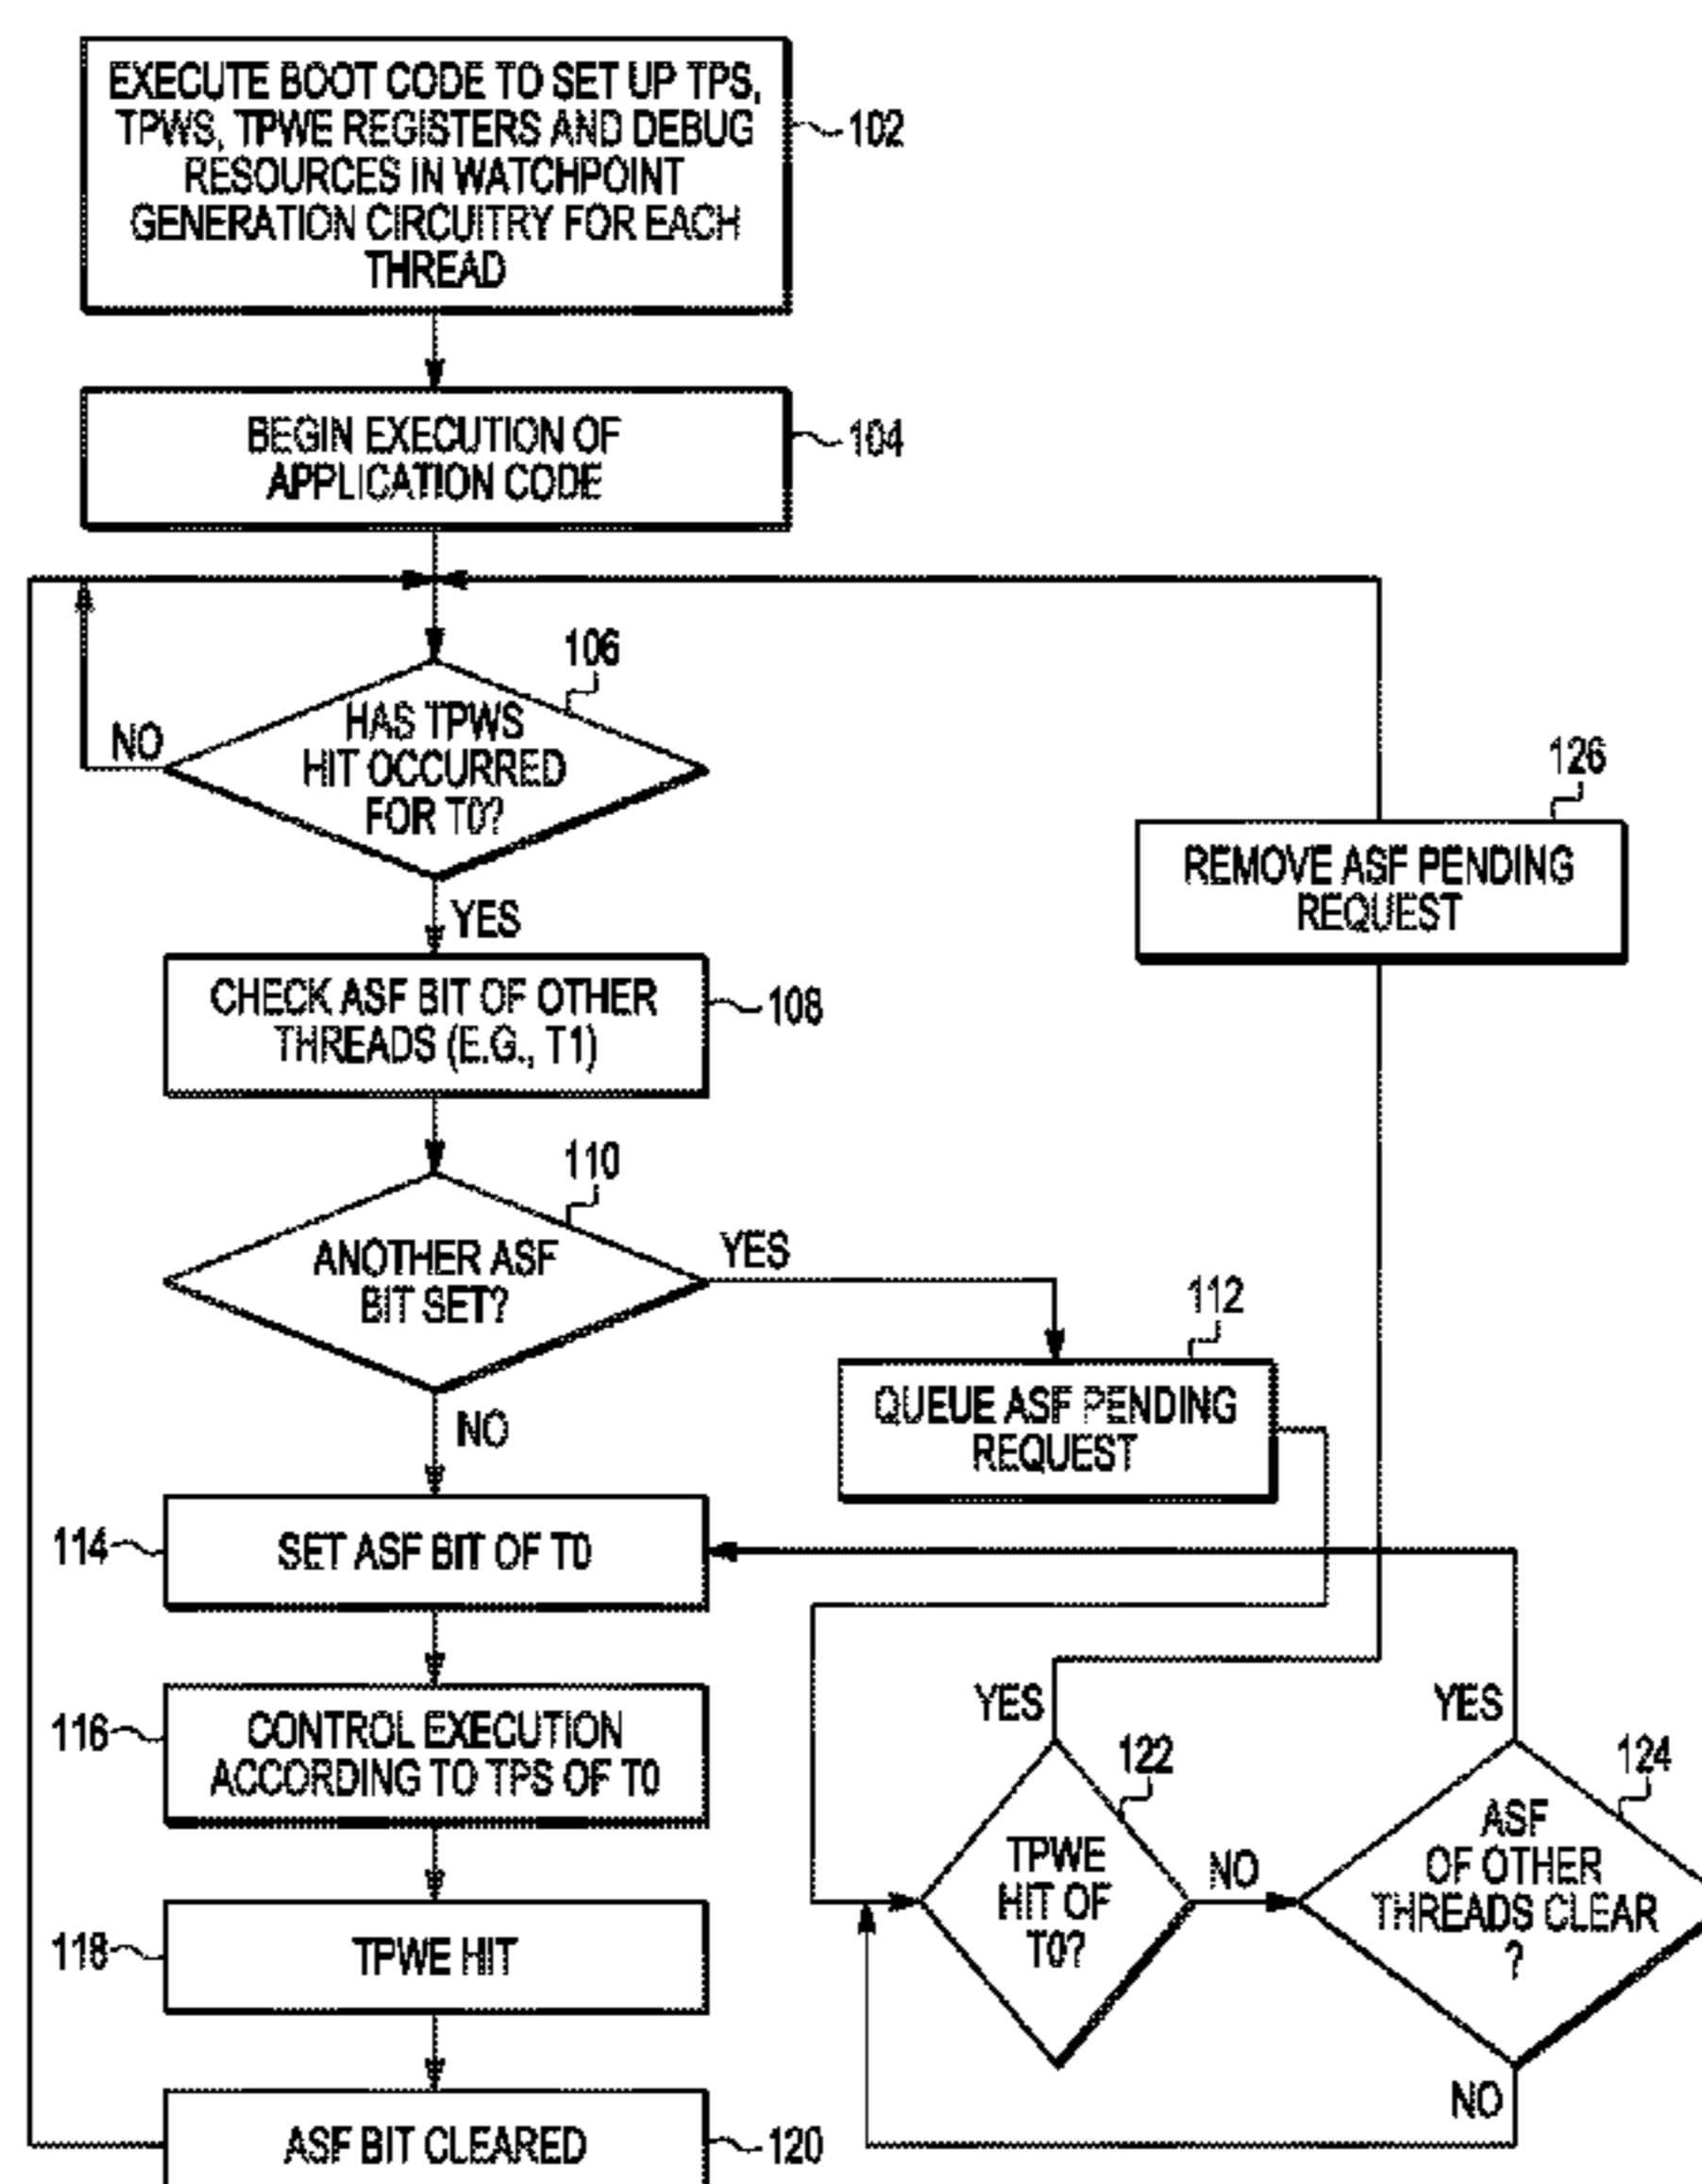 EXECUTE BOOT CODE TO SET UP TPS,
TPWS, TPWE REGISTERS AND DEBUG
RESOURCES IN WATCHPOINT
GENERATION CIRCUITRY FOR EACH
THREAD
102
BEGIN EXECUTION OF
APPLICATION CODE
104
106
HAS TPWS
HIT OCCURRED
FOR T0?
NO
YES
126
REMOVE ASF PENDING
REQUEST
CHECK ASF BIT OF OTHER
THREADS (E.G., T1)
108
110
ANOTHER ASF
BIT SET?
YES
NO
112
QUEUE ASF PENDING
REQUEST
114
SET ASF BIT OF T0
116
CONTROL EXECUTION
ACCORDING TO TPS OF T0
YES
122
TPWE
HIT OF
T0?
NO
YES
124
ASF
OF OTHER
THREADS CLEAR
?
NO
118
TPWE HIT
ASF BIT CLEARED
120